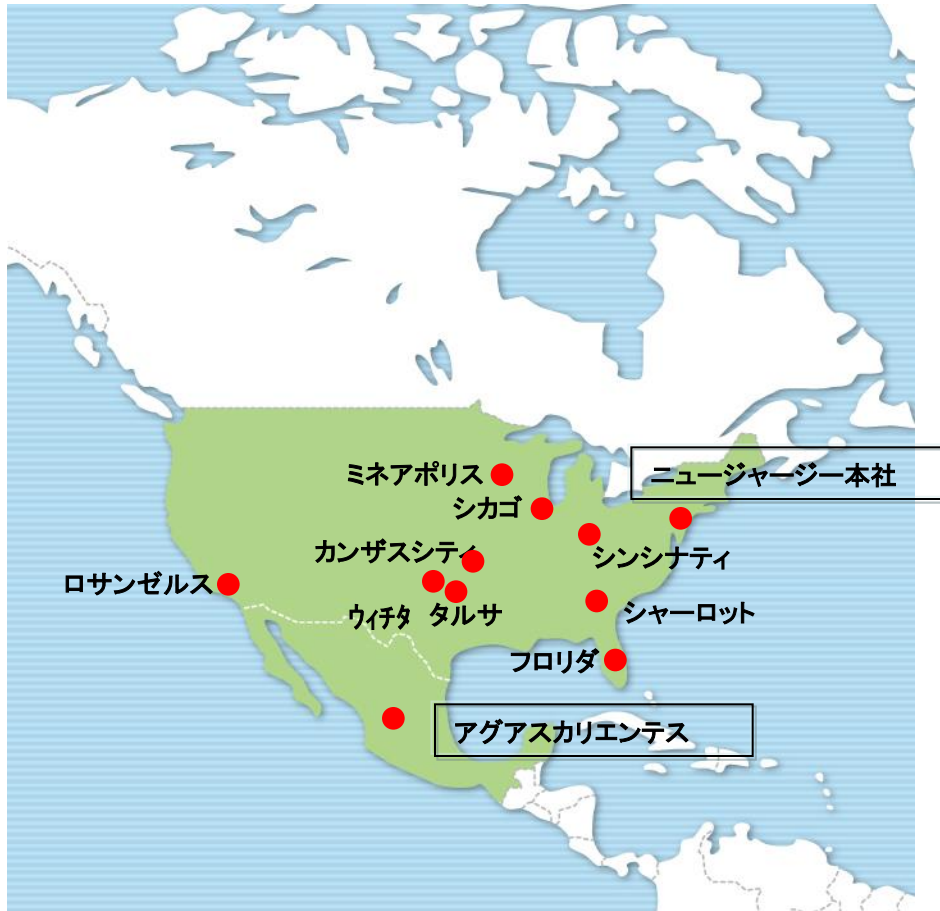 ニュージャージー本社
ミネアポリス
シカゴ
カンザスシティ
シンシナティ
ロサンゼルス
ウィチタ
タルサ
シャーロット
フロリダ
アグアスカリエンテス